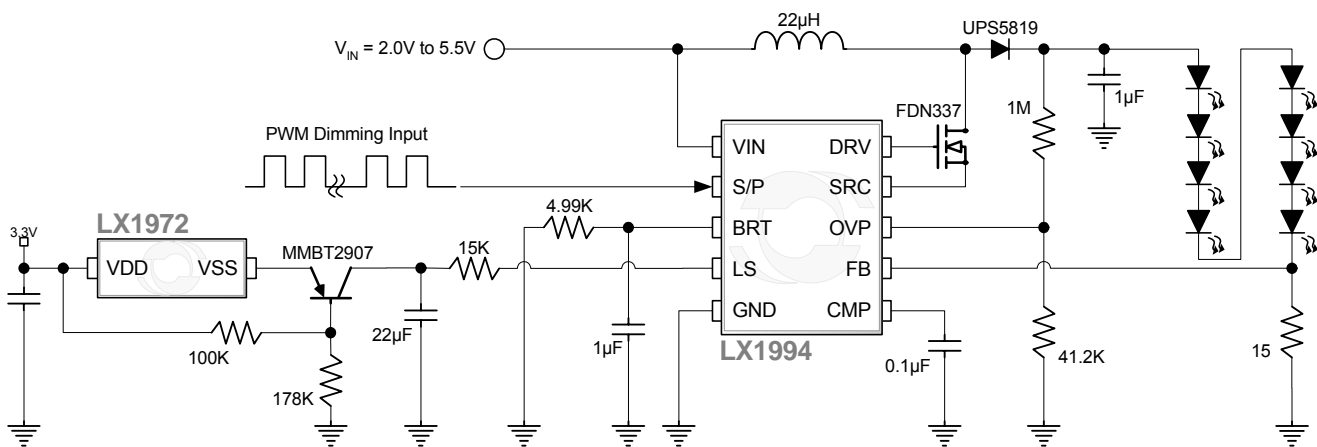 22µH
UPS5819
VIN = 2.0V to 5.5V
1µF
1M
FDN337
PWM Dimming Input
VIN
DRV
S/P
SRC
4.99K
LX1972
BRT
OVP
3.3V
MMBT2907
15K
VDD
VSS
LS
FB
GND
CMP
22µF
1µF
100K
LX1994
0.1µF
41.2K
15
178K